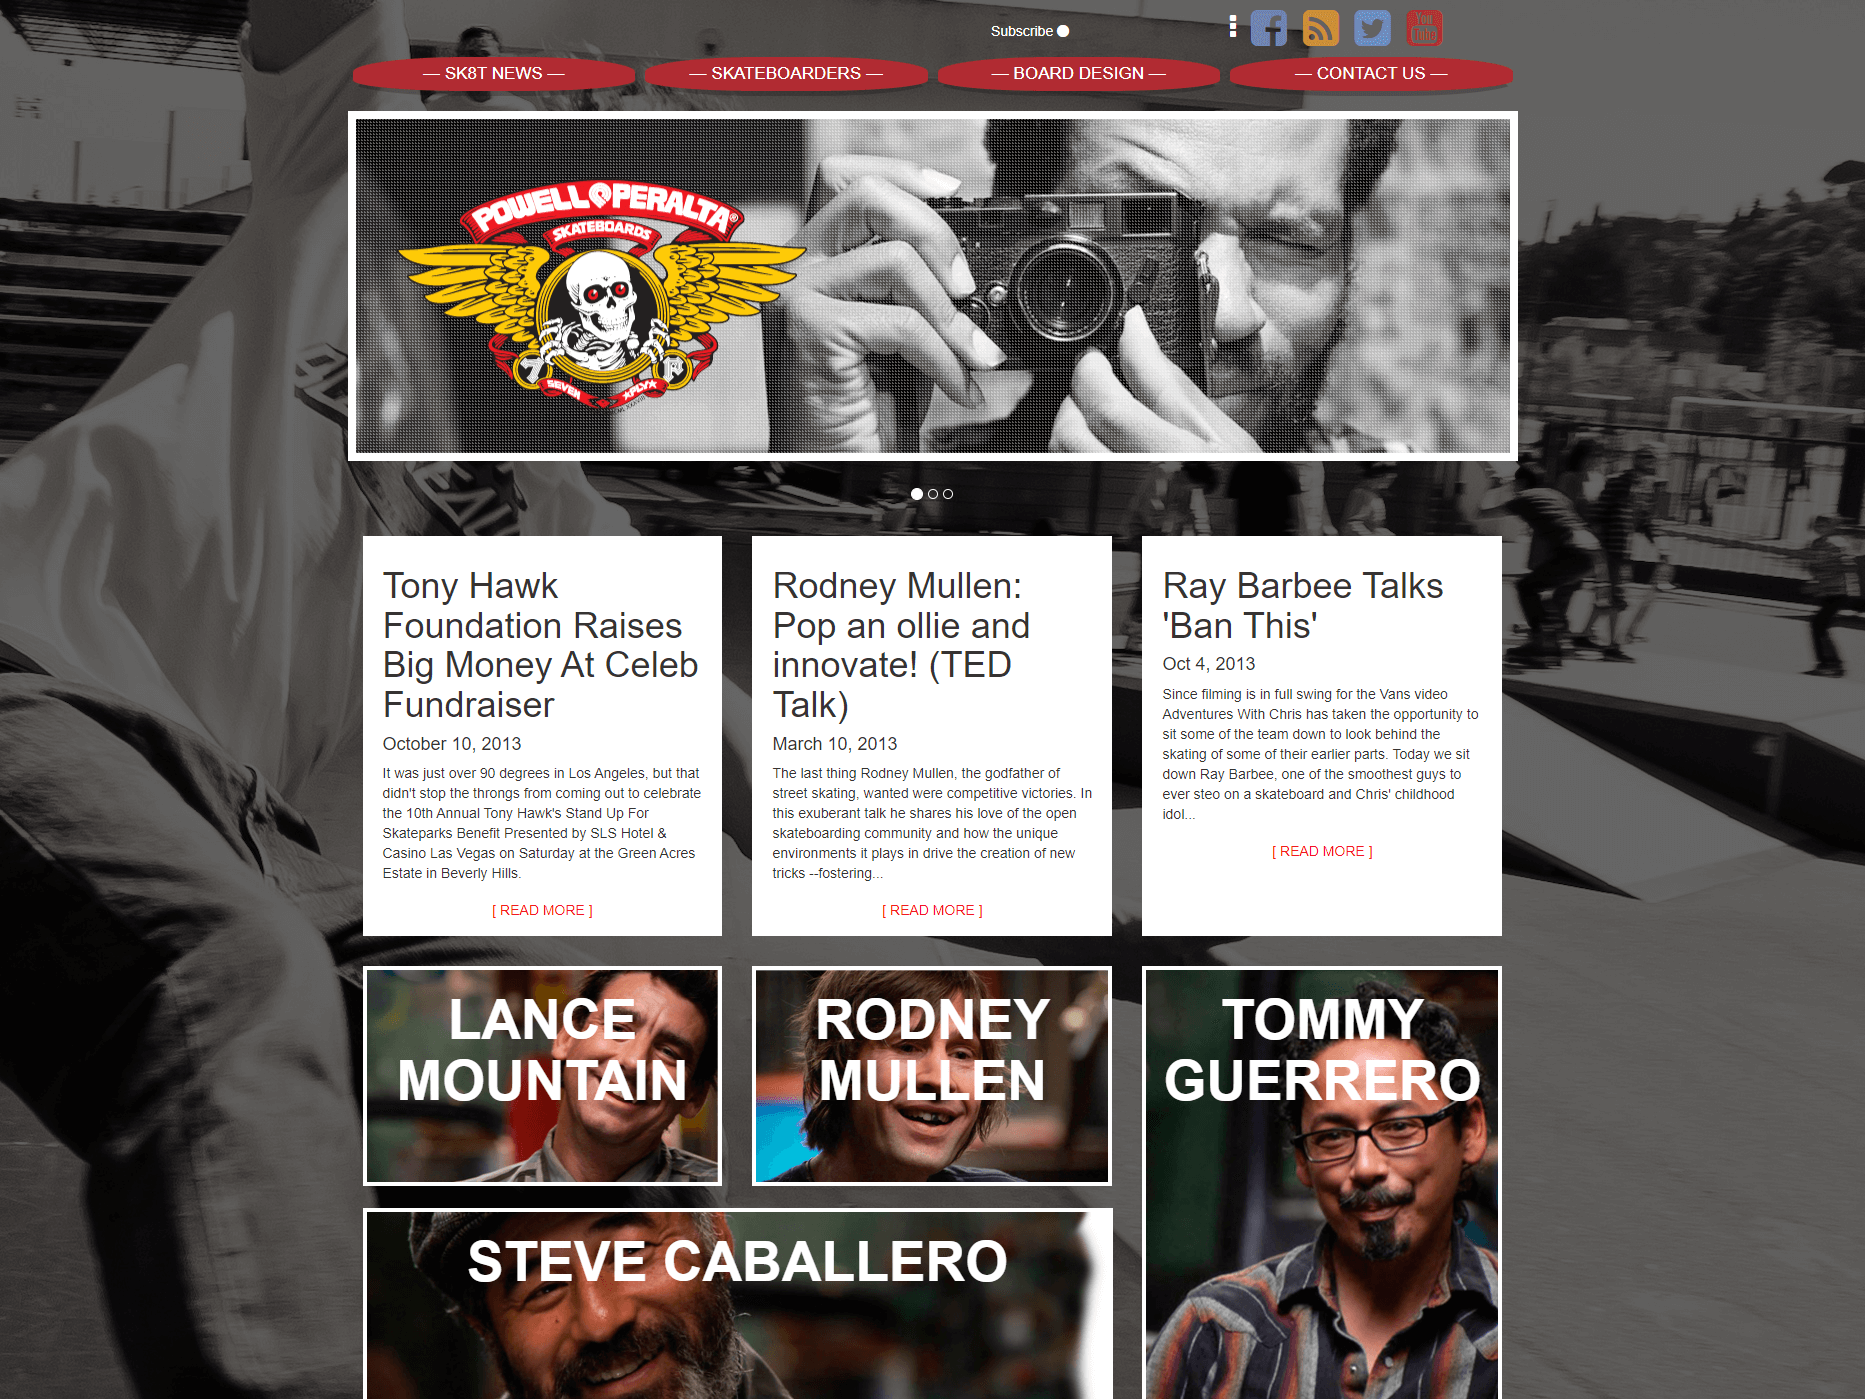 Subscribe
You
Tube
— SK8T NEWS —
— SKATEBOARDERS —
— BOARD DESIGN —
— CONTACT US —
POWELL PERALTA®
SKATEBOARDS
SEVEN PLY
Tony Hawk
Foundation Raises
Big Money At Celeb
Fundraiser
October 10, 2013
It was just over 90 degrees in Los Angeles, but that
didn't stop the throngs from coming out to celebrate
the 10th Annual Tony Hawk's Stand Up For
Skateparks Benefit Presented by SLS Hotel &
Casino Las Vegas on Saturday at the Green Acres
Estate in Beverly Hills.
[ READ MORE ]
Rodney Mullen:
Pop an ollie and
innovate! (TED
Talk)
March 10, 2013
The last thing Rodney Mullen, the godfather of
street skating, wanted were competitive victories. In
this exuberant talk he shares his love of the open
skateboarding community and how the unique
environments it plays in drive the creation of new
tricks --fostering...
[ READ MORE ]
Ray Barbee Talks
'Ban This'
Oct 4, 2013
Since filming is in full swing for the Vans video
Adventures With Chris has taken the opportunity to
sit some of the team down to look behind the
skating of some of their earlier parts. Today we sit
down Ray Barbee, one of the smoothest guys to
ever steo on a skateboard and Chris' childhood
idol...
[ READ MORE ]
LANCE
MOUNTAIN
RODNEY
MULLEN
TOMMY
GUERRERO
STEVE CABALLERO